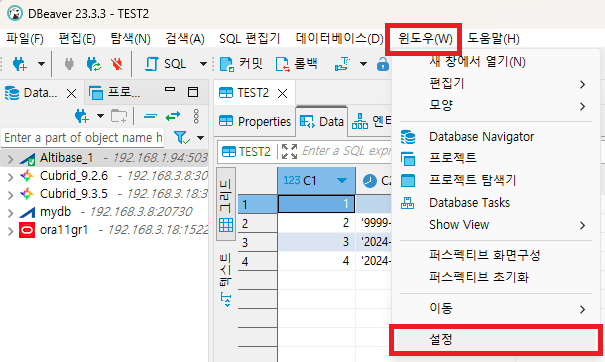 DBeaver 23.3.3 - TEST2
파일(F) 편집(E) 탐색(N) 검색(A) SQL 편집기 데이터베이스(D) 윈도우(W) 도움말(H)
SQL 커밋 롤백
새 창에서 열기(N)
편집기
모양
Database Navigator
프로젝트
프로젝트 탐색기
Database Tasks
Show View
퍼스펙티브 화면구성
퍼스펙티브 초기화
이동
설정
Data... 프로...
Enter a part of object name h
Altibase_1 - 192.168.1.94:503
Cubrid_9.2.6 - 192.168.3.8:30
Cubrid_9.3.5 - 192.168.3.18:
mydb - 192.168.3.8:20730
ora11gr1 - 192.168.3.18:1522
TEST2
Properties Data 엔티
TEST2 Enter a SQL expre
그리드
텍스트
123 C1
1 1
2 2 '9999-
3 3 '2024-
4 4 '2024-